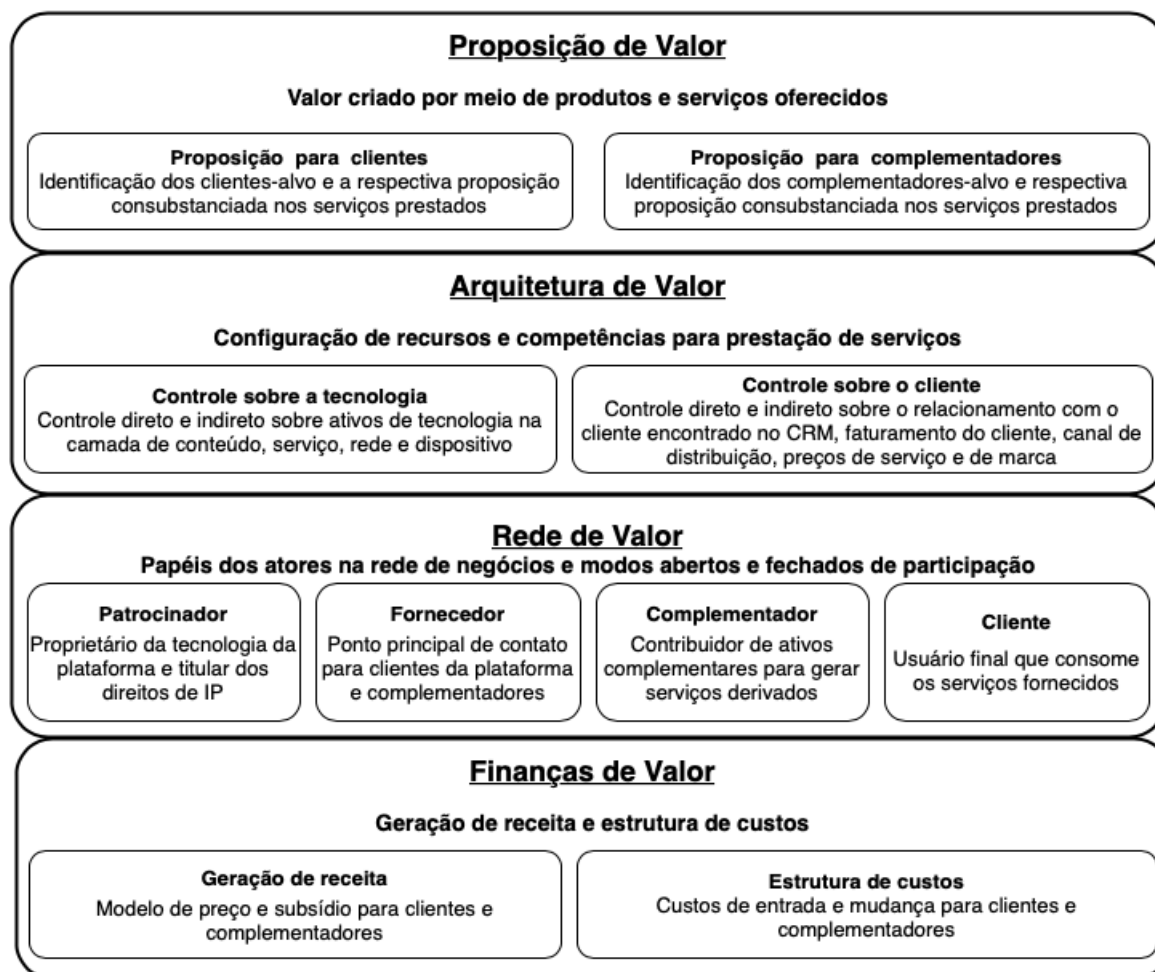 Proposição de Valor
Valor criado por meio de produtos e serviços oferecidos
Proposição para clientes
Identificação dos clientes-alvo e a respectiva proposição
consubstanciada nos serviços prestados
Proposição para complementadores
Identificação dos complementadores-alvo e respectiva
proposição consubstanciada nos serviços prestados
Arquitetura de Valor
Configuração de recursos e competências para prestação de serviços
Controle sobre a tecnologia
Controle direto e indireto sobre ativos de tecnologia na
camada de conteúdo, serviço, rede e dispositivo
Controle sobre o cliente
Controle direto e indireto sobre o relacionamento com o
cliente encontrado no CRM, faturamento do cliente, canal de
distribuição, preços de serviço e de marca
Rede de Valor
Papéis dos atores na rede de negócios e modos abertos e fechados de participação
Patrocinador
Proprietário da tecnologia da
plataforma e titular dos
direitos de IP
Fornecedor
Ponto principal de contato
para clientes da plataforma
e complementadores
Complementador
Contribuidor de ativos
complementares para gerar
serviços derivados
Cliente
Usuário final que consome
os serviços fornecidos
Finanças de Valor
Geração de receita e estrutura de custos
Geração de receita
Modelo de preço e subsídio para clientes e
complementadores
Estrutura de custos
Custos de entrada e mudança para clientes e
complementadores